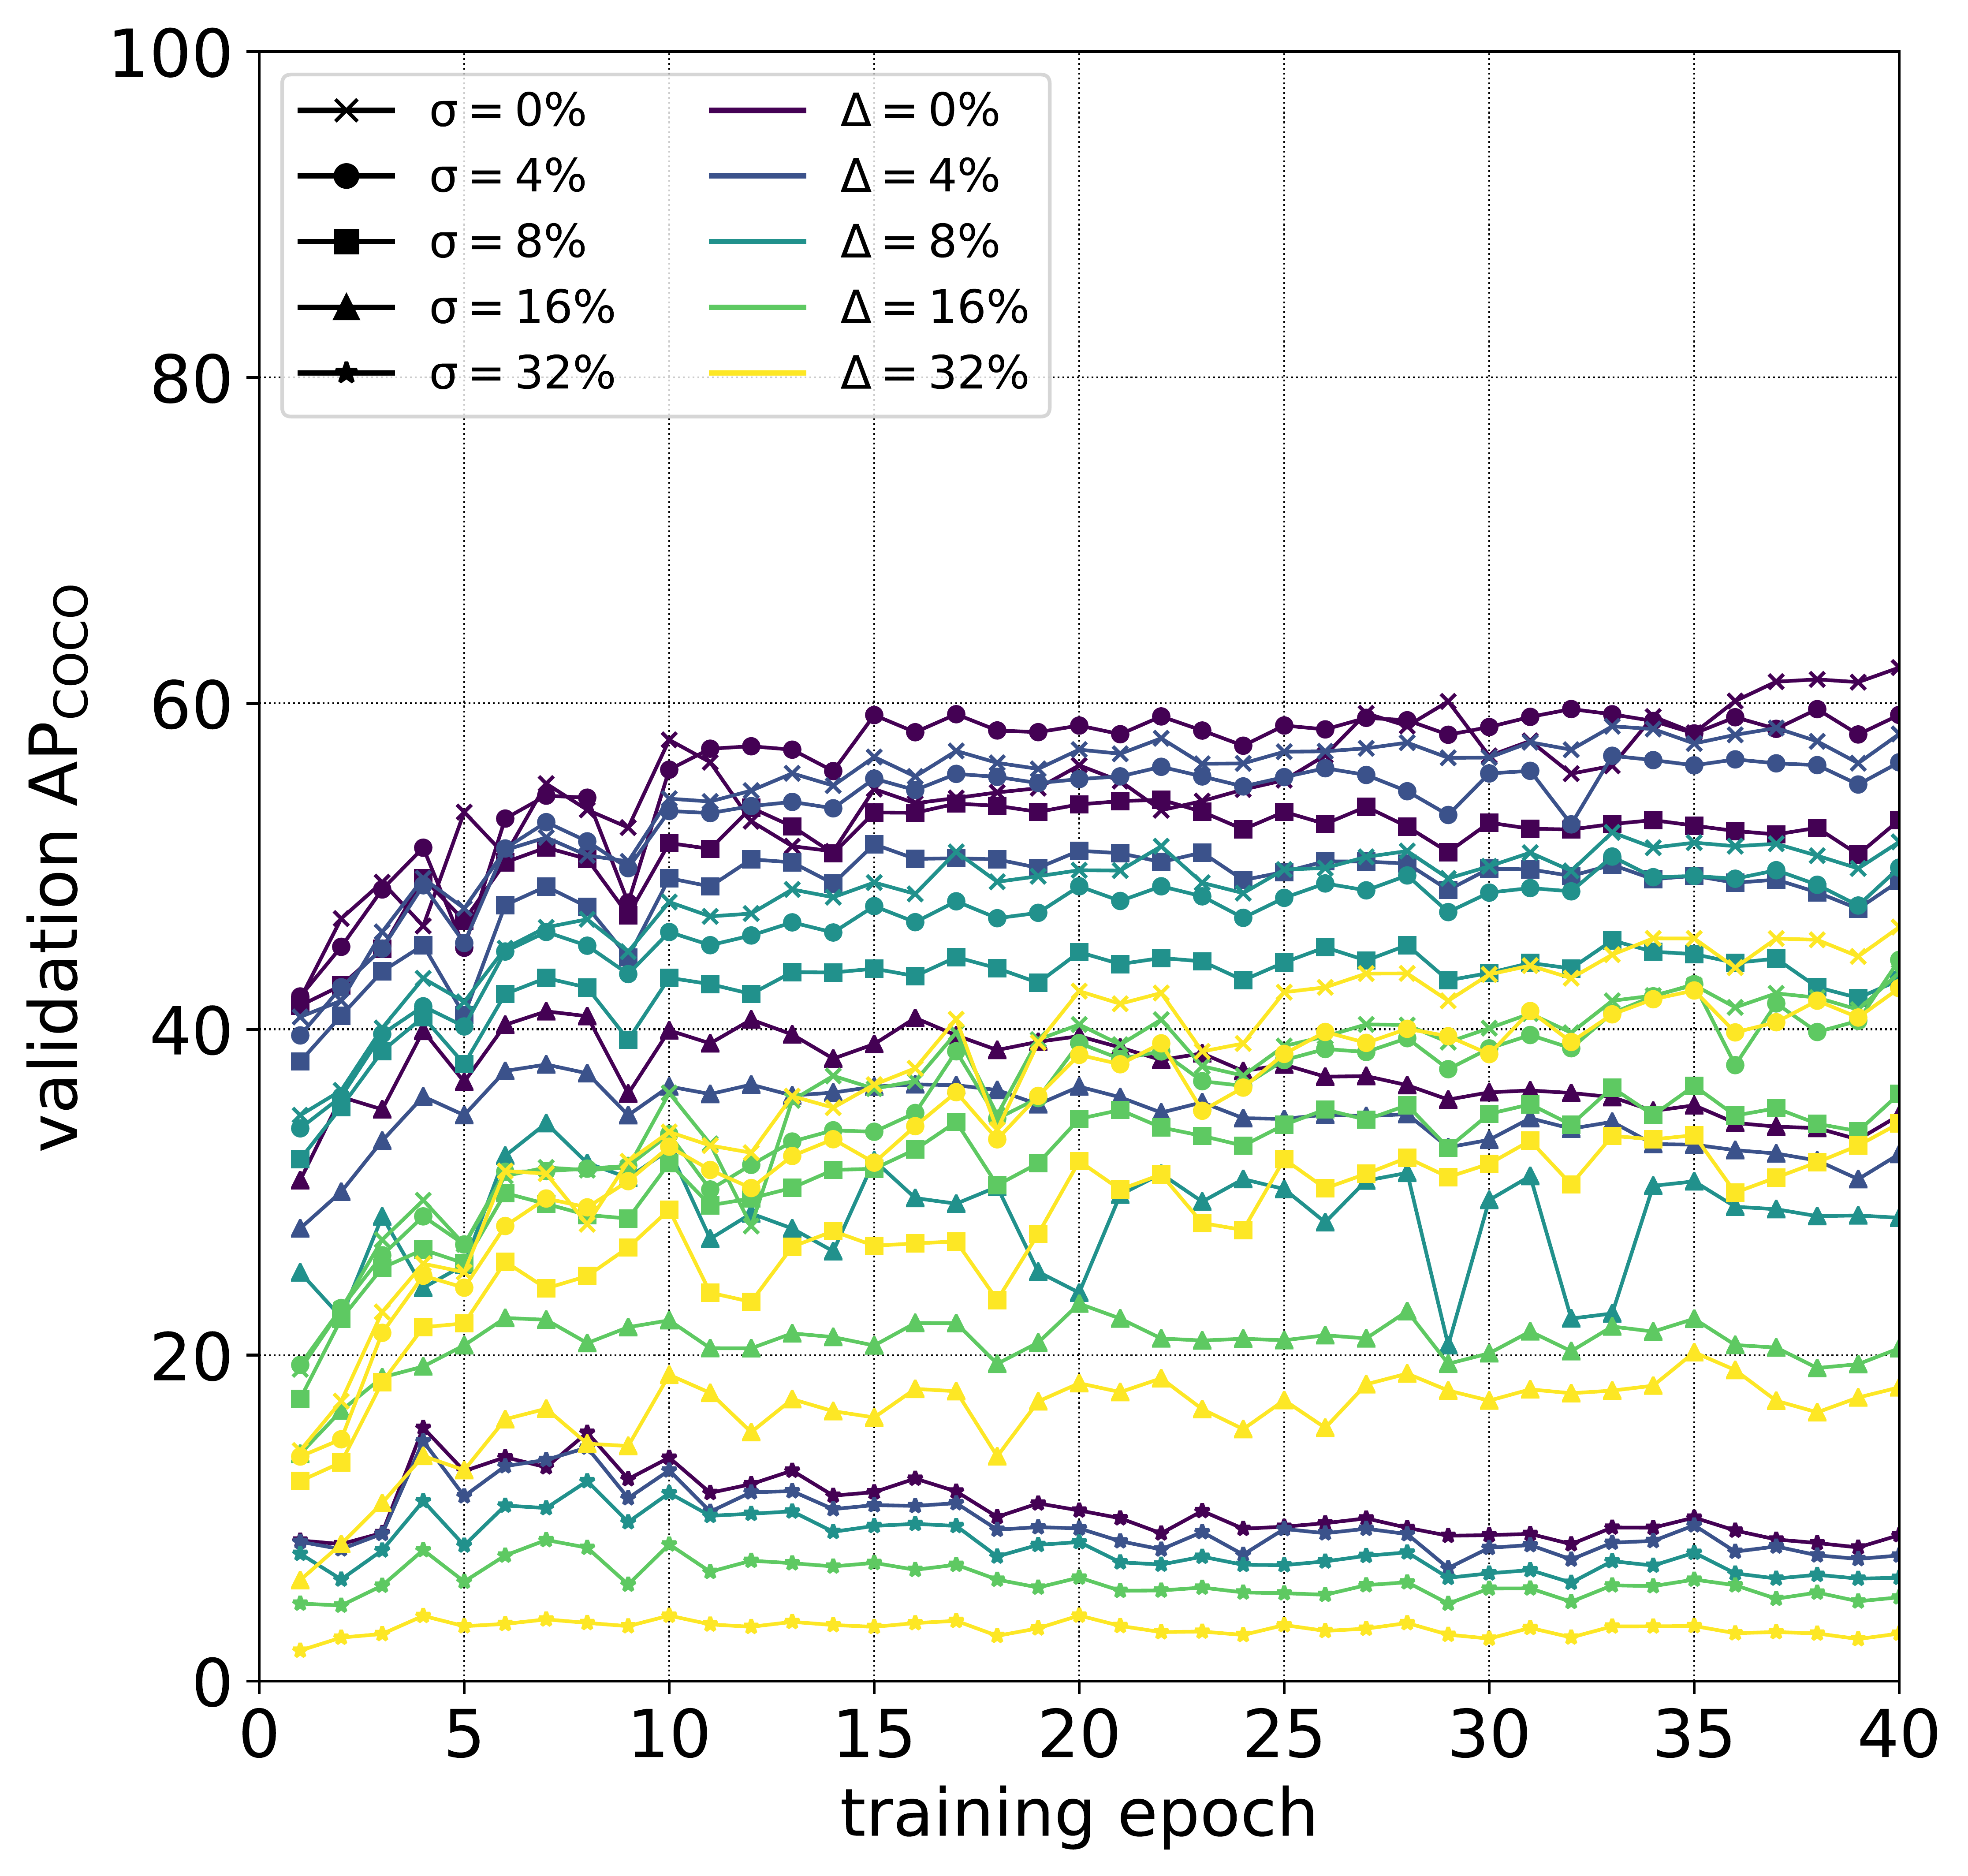 100
80
60
40
20
0
0 5 10 15 20 25 30 35 40
validation AP_COCO
training epoch
σ = 0%
σ = 4%
σ = 8%
σ = 16%
σ = 32%
Δ = 0%
Δ = 4%
Δ = 8%
Δ = 16%
Δ = 32%